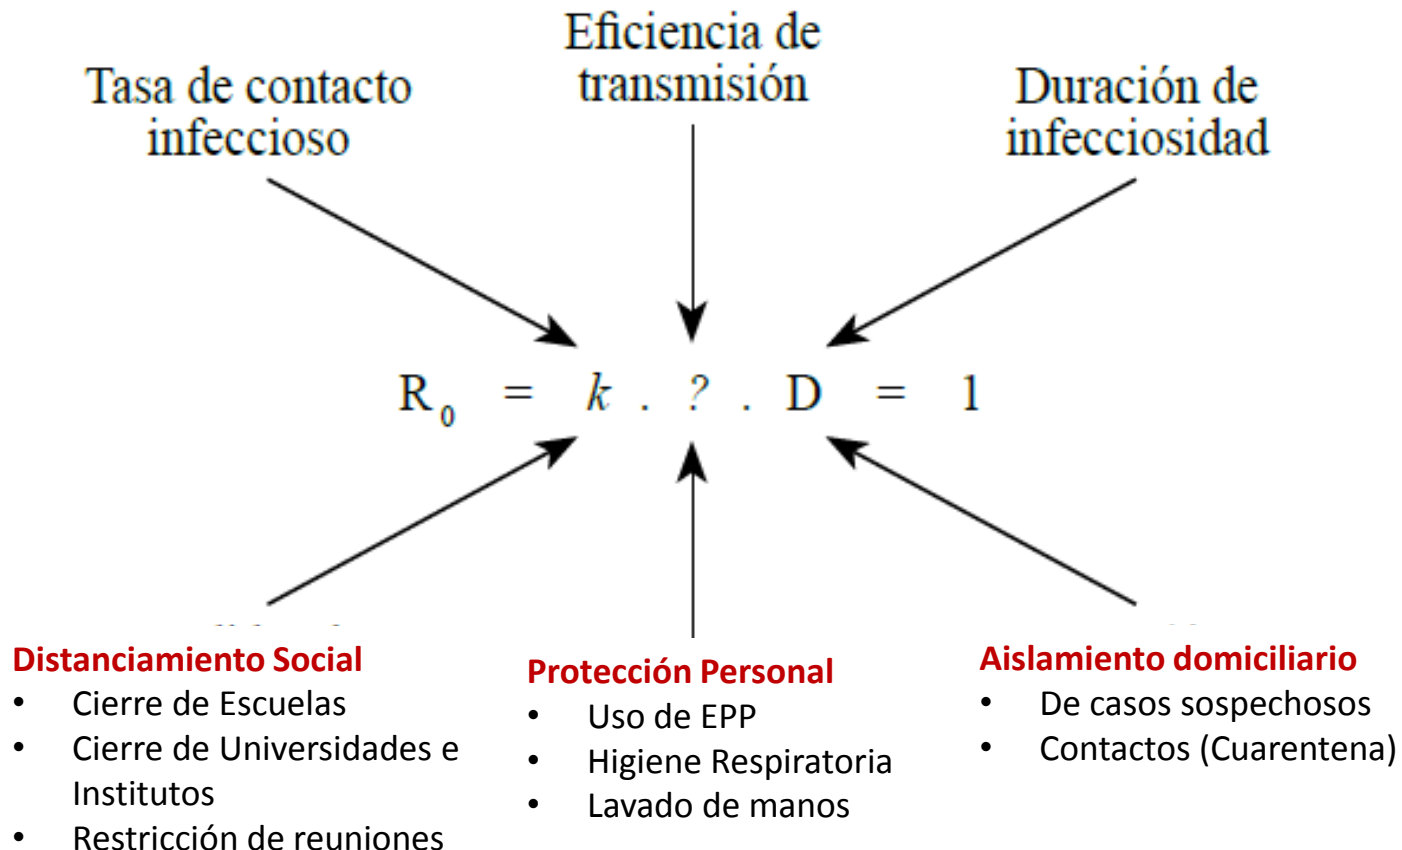 Eficiencia de
transmisión
Tasa de contacto
infeccioso
Duración de
infecciosidad
R0 = k . ? . D = 1
Distanciamiento Social
• Cierre de Escuelas
• Cierre de Universidades e
Institutos
• Restricción de reuniones
Protección Personal
• Uso de EPP
• Higiene Respiratoria
• Lavado de manos
Aislamiento domiciliario
• De casos sospechosos
• Contactos (Cuarentena)